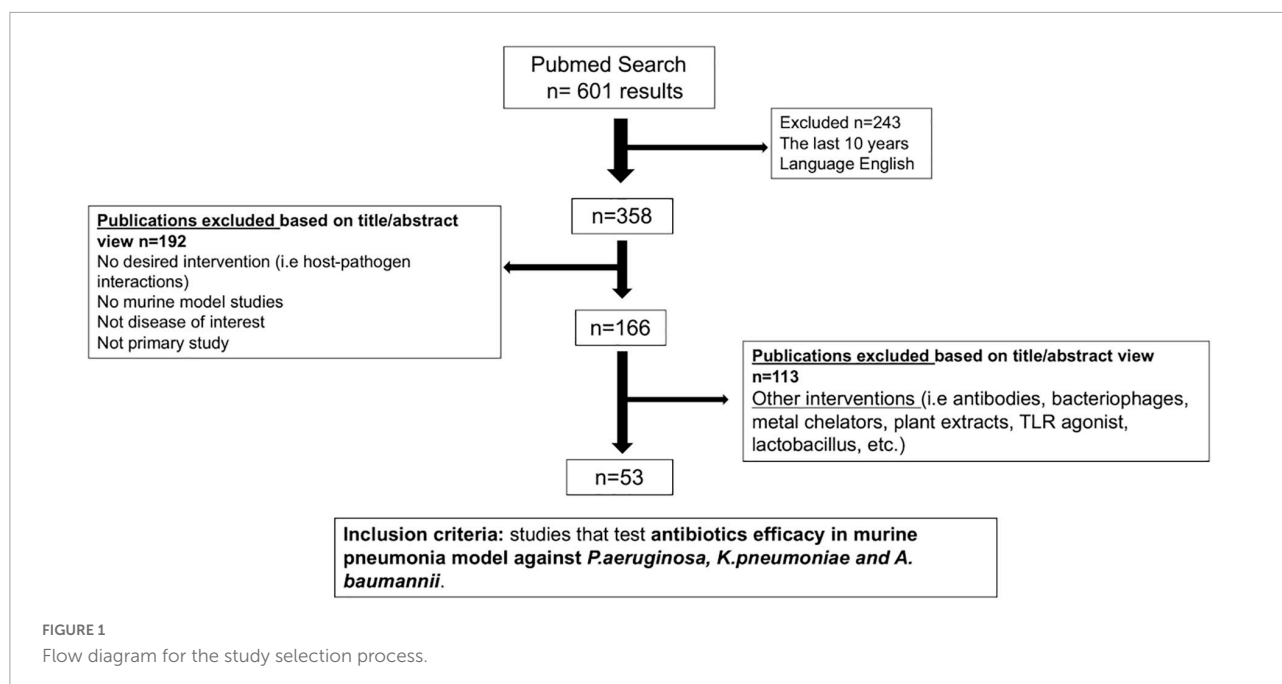 Pubmed Search
n= 601 results
Excluded n=243
The last 10 years
Language English
n=358
Publications excluded based on title/abstract
view n=192
No desired intervention (i.e host-pathogen
interactions)
No murine model studies
Not disease of interest
Not primary study
n=166
Publications excluded based on title/abstract view
n=113
Other interventions (i.e antibodies, bacteriophages,
metal chelators, plant extracts, TLR agonist,
lactobacillus, etc.)
n=53
Inclusion criteria: studies that test antibiotics efficacy in murine
pneumonia model against P.aeruginosa, K.pneumoniae and A.
baumannii.
FIGURE 1
Flow diagram for the study selection process.